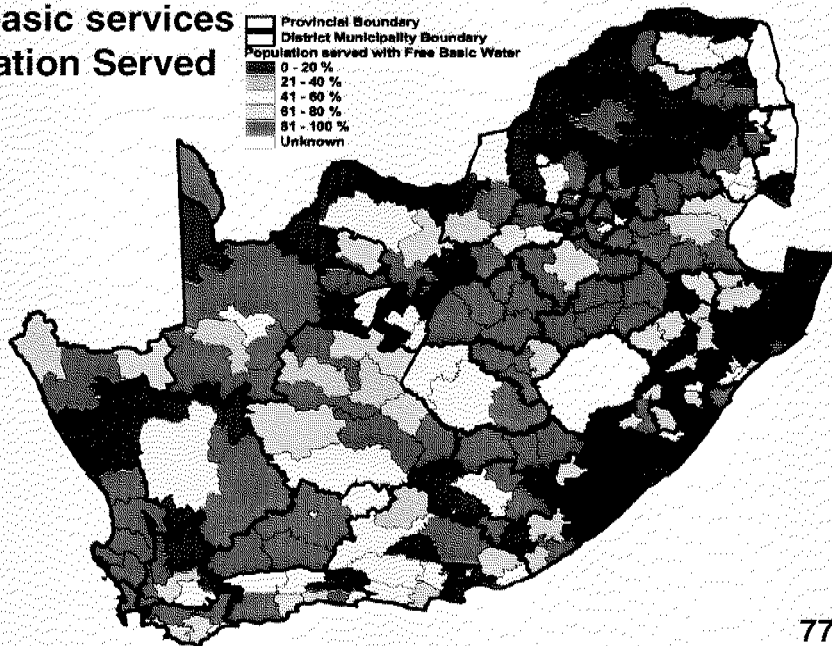 asic services
ation Served
Provincial Boundary
District Municipality Boundary
Population served with Free Basic Water
0 - 20 %
21 - 40 %
41 - 60 %
61 - 80 %
81 - 100 %
Unknown
77